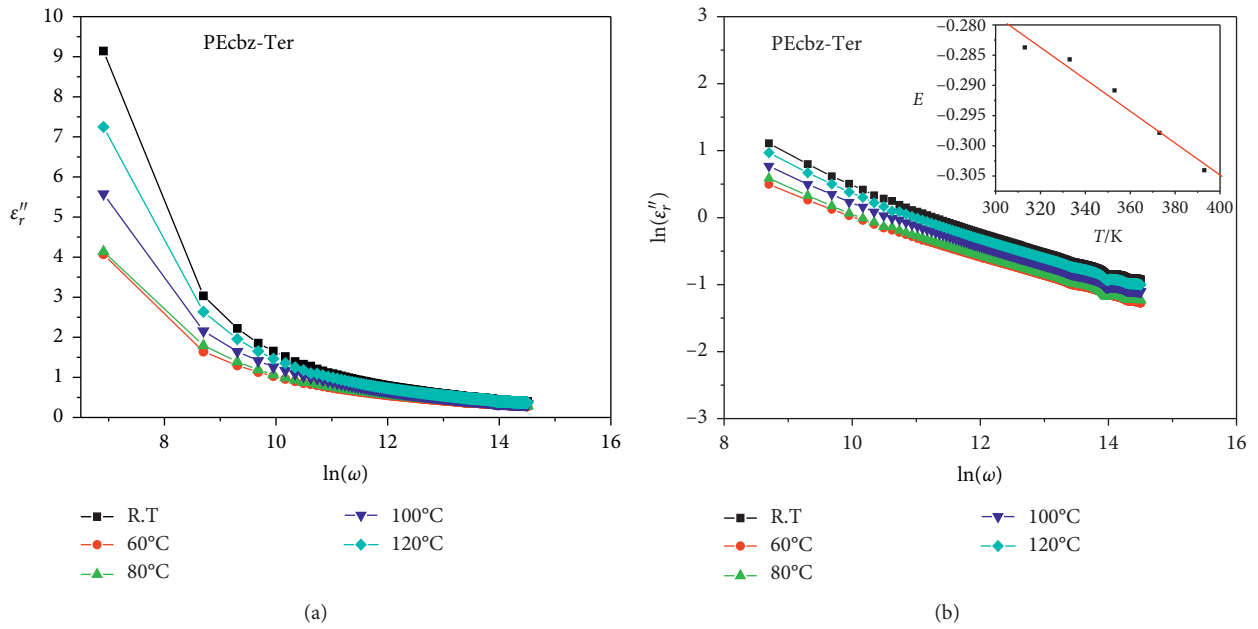 PEcbz-Ter
10
9
8
7
6
5
4
3
2
1
0
εr″
8
10
12
14
16
ln(ω)
R.T
60°C
80°C
100°C
120°C
(a)
PEcbz-Ter
3
2
1
0
−1
−2
−3
ln(εr″)
8
10
12
14
16
ln(ω)
−0.280
−0.285
−0.290
−0.295
−0.300
−0.305
E
300 320 340 360 380 400
T/K
R.T
60°C
80°C
100°C
120°C
(b)